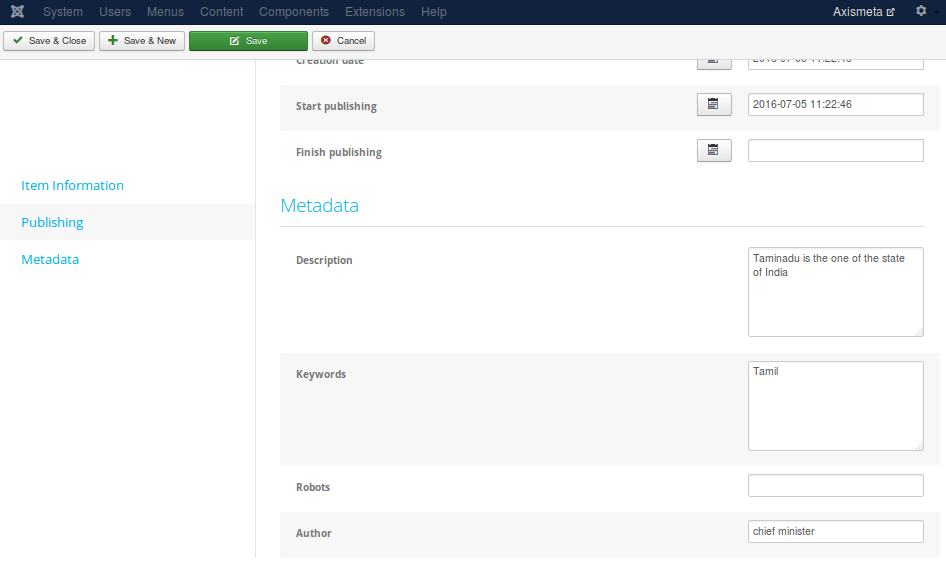 System Users Menus Content Components Extensions Help Axismeta
Save & Close Save & New Save Cancel
Creation date
Start publishing 2016-07-05 11:22:46
Finish publishing
Item Information
Publishing
Metadata
Metadata
Description Taminadu is the one of the state
of India
Keywords Tamil
Robots
Author chief minister